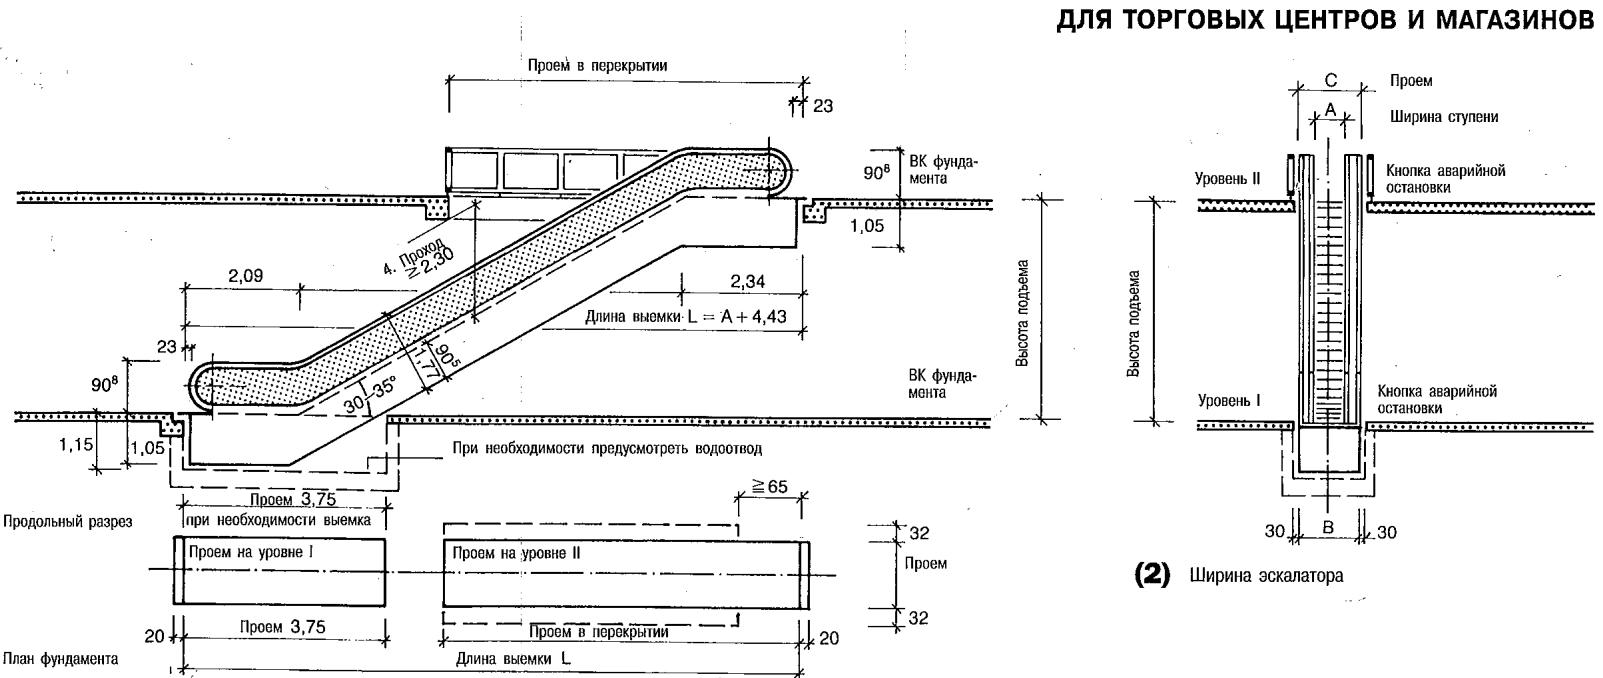 ДЛЯ ТОРГОВЫХ ЦЕНТРОВ И МАГАЗИНОВ
Проем в перекрытии
23
ВК фунда-
мента
90⁸
1,05
4. Проход
≥ 2,30
2,09
2,34
Длина выемки L = A + 4,43
Высота подъема
23
90⁸
90⁵
1,77
30–35°
ВК фунда-
мента
1,15
1,05
При необходимости предусмотреть водоотвод
Проем 3,75
≧65
Продольный разрез
при необходимости выемка
Проем на уровне I
Проем на уровне II
32
Проем
32
20
Проем 3,75
Проем в перекрытии
20
План фундамента
Длина выемки L
C
Проем
A
Ширина ступени
Уровень II
Кнопка аварийной
остановки
Высота подъема
Уровень I
Кнопка аварийной
остановки
30
B
30
(2) Ширина эскалатора